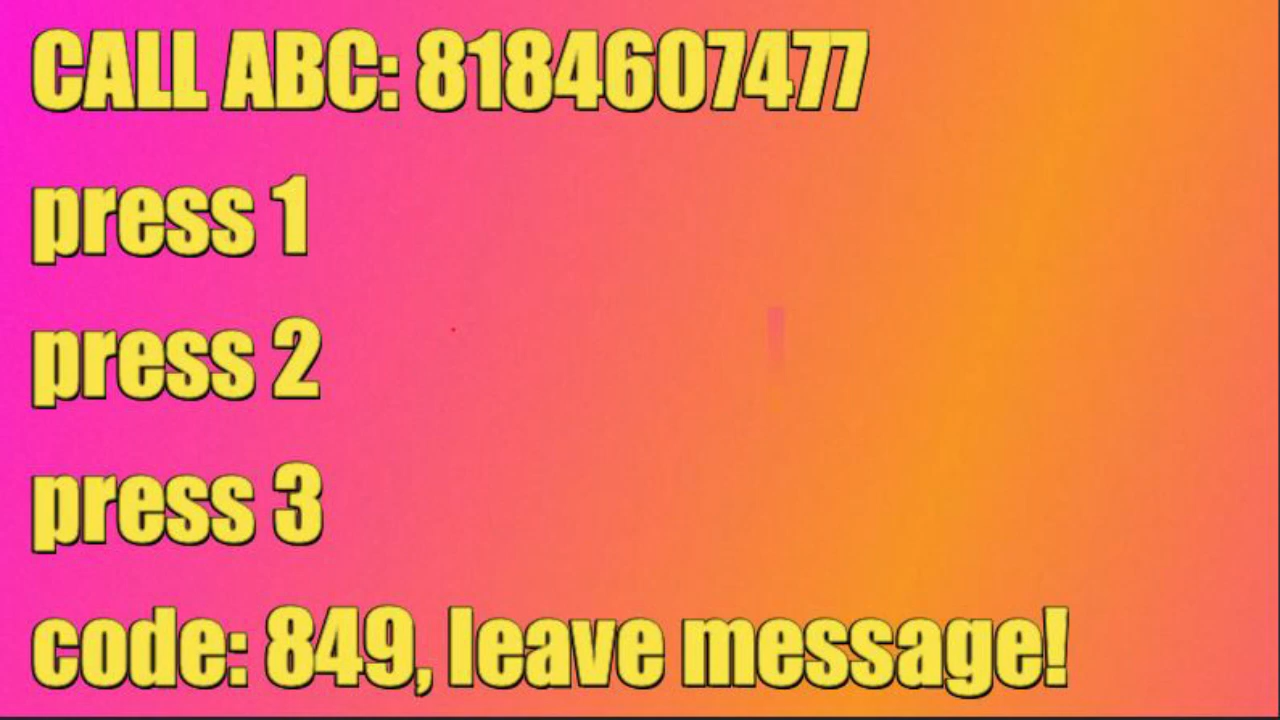 CALL ABC: 8184607477
press 1
press 2
press 3
code: 849, leave message!